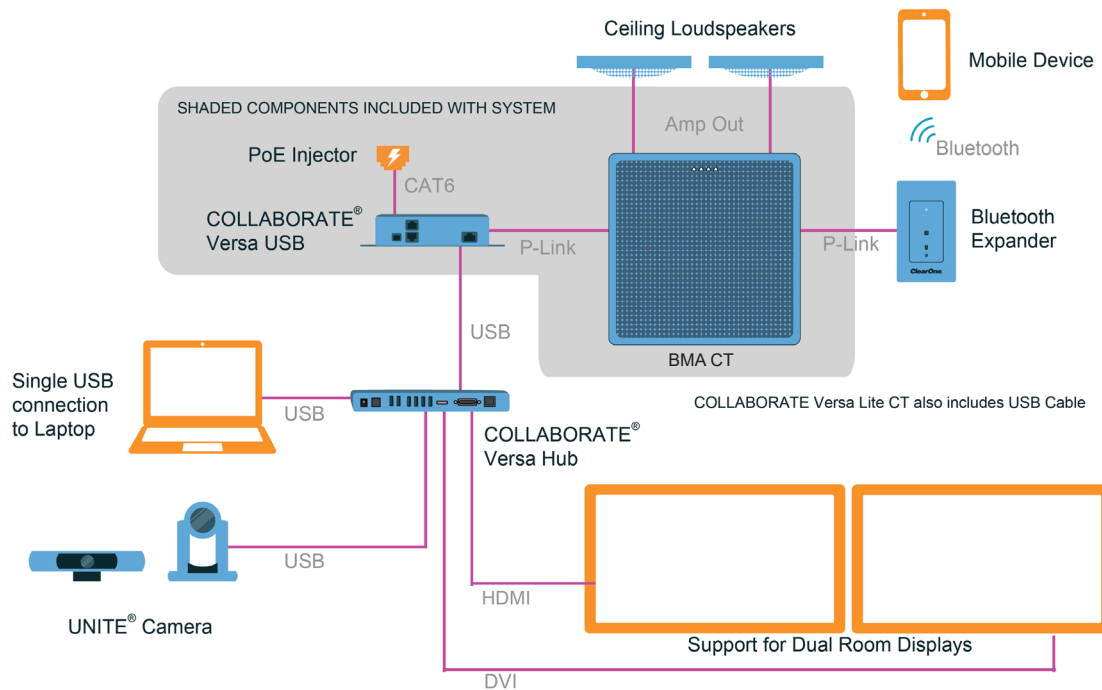 Ceiling Loudspeakers
Mobile Device
SHADED COMPONENTS INCLUDED WITH SYSTEM
Amp Out
Bluetooth
PoE Injector
CAT6
COLLABORATE®
Versa USB
P-Link
P-Link
Bluetooth
Expander
ClearOne
USB
BMA CT
Single USB
connection
to Laptop
USB
COLLABORATE Versa Lite CT also includes USB Cable
COLLABORATE®
Versa Hub
USB
HDMI
UNITE® Camera
Support for Dual Room Displays
DVI